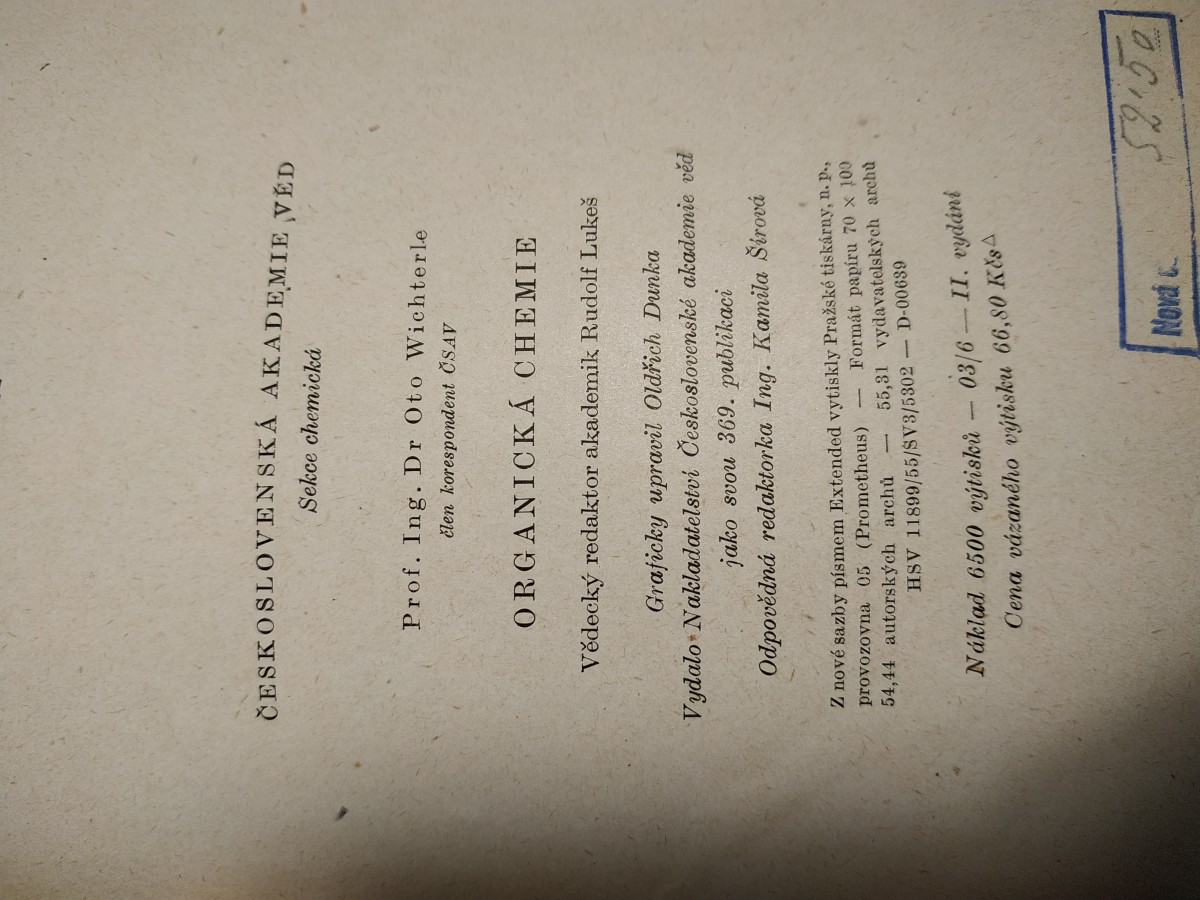 ČESKOSLOVENSKÁ AKADEMIE VĚD
Sekce chemická
Prof. Ing. Dr Oto Wichterle
člen korespondent ČSAV
ORGANICKÁ CHEMIE
Vědecký redaktor akademik Rudolf Lukeš
Graficky upravil Oldřich Dunka
Vydalo Nakladatelství Československé akademie věd
jako svou 369. publikaci
Odpovědná redaktorka Ing. Kamila Šírová
Z nové sazby písmem Extended vytiskly Pražské tiskárny, n. p.,
provozovna 05 (Prometheus) — Formát papíru 70 × 100
54,44 autorských archů — 55,31 vydavatelských archů
HSV 11899/55/SV3/5302 — D-00639
Náklad 6500 výtisků — 03/6 — II. vydání
Cena vázaného výtisku 66,80 Kčs△
Nová c. 52·50